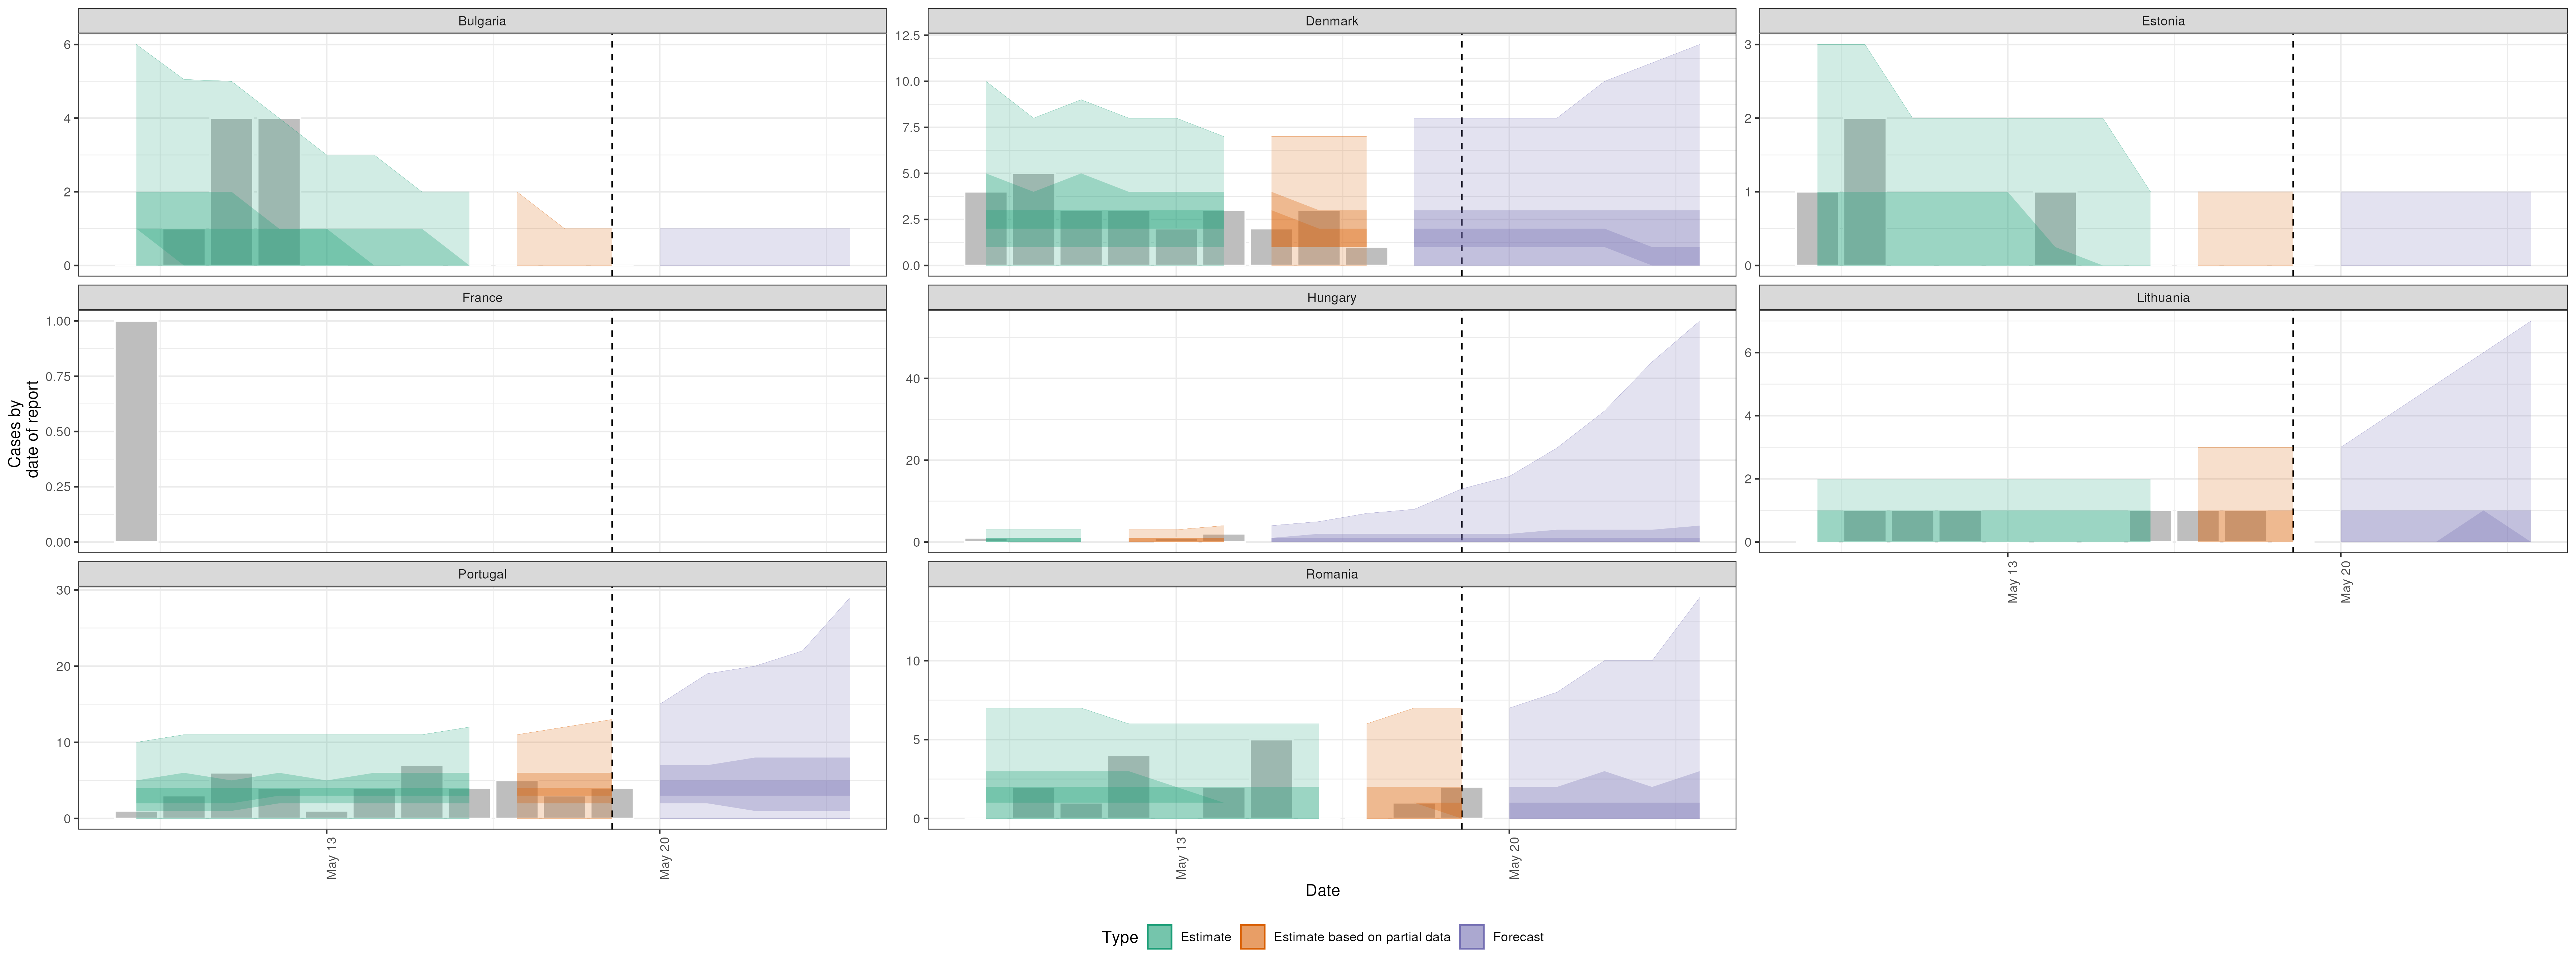 Bulgaria
Denmark
Estonia
6
4
2
0
12.5
10.0
7.5
5.0
2.5
0.0
3
2
1
0
France
Hungary
Lithuania
Cases by
date of report
1.00
0.75
0.50
0.25
0.00
40
20
0
6
4
2
0
May 13
May 20
Portugal
Romania
30
20
10
0
10
5
0
May 13
May 20
May 13
May 20
Date
Type
Estimate
Estimate based on partial data
Forecast